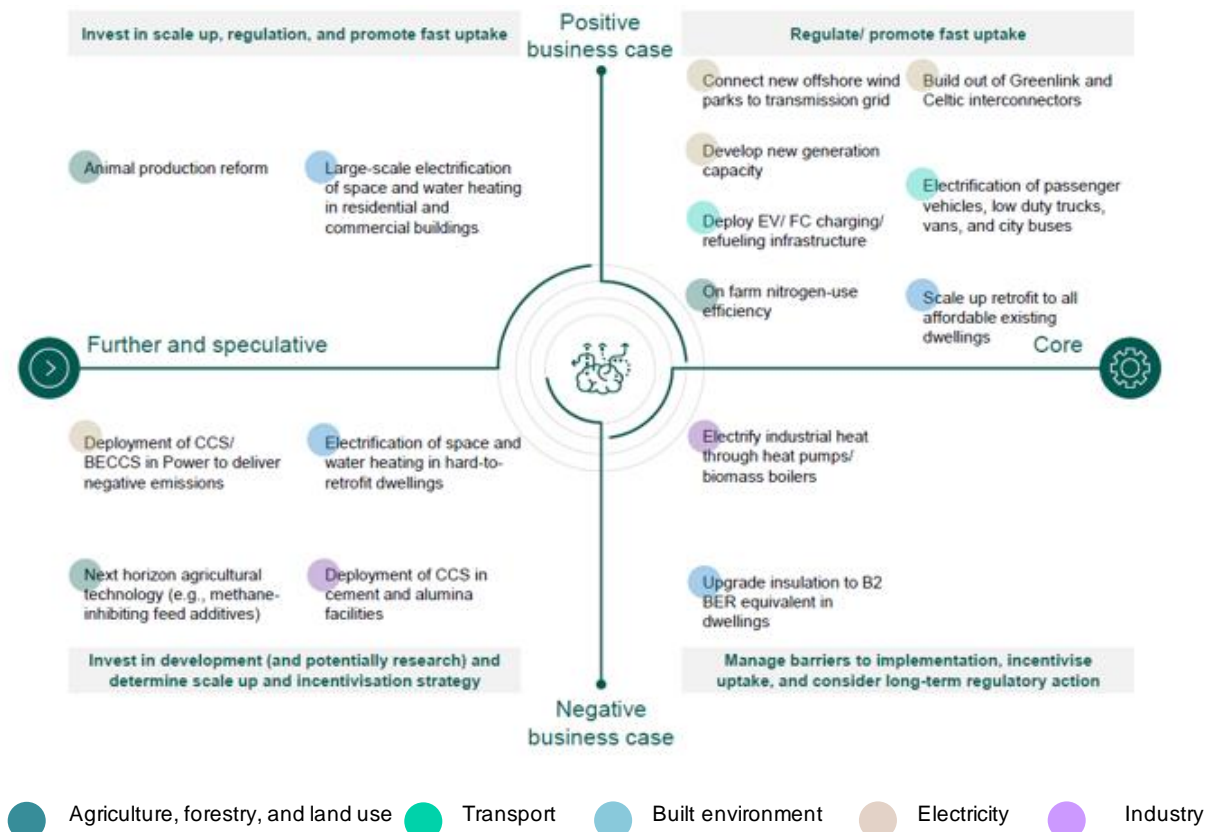 Invest in scale up, regulation, and promote fast uptake
Positive
business case
Regulate/ promote fast uptake
Animal production reform
Large-scale electrification
of space and water heating
in residential and
commercial buildings
Connect new offshore wind
parks to transmission grid
Build out of Greenlink and
Celtic interconnectors
Develop new generation
capacity
Electrification of passenger
vehicles, low duty trucks,
vans, and city buses
Deploy EV/ FC charging/
refueling infrastructure
On farm nitrogen-use
efficiency
Scale up retrofit to all
affordable existing
dwellings
Further and speculative
Core
Deployment of CCS/
BECCS in Power to deliver
negative emissions
Electrification of space and
water heating in hard-to-
retrofit dwellings
Electrify industrial heat
through heat pumps/
biomass boilers
Next horizon agricultural
technology (e.g., methane-
inhibiting feed additives)
Deployment of CCS in
cement and alumina
facilities
Upgrade insulation to B2
BER equivalent in
dwellings
Invest in development (and potentially research) and
determine scale up and incentivisation strategy
Manage barriers to implementation, incentivise
uptake, and consider long-term regulatory action
Negative
business case
Agriculture, forestry, and land use
Transport
Built environment
Electricity
Industry